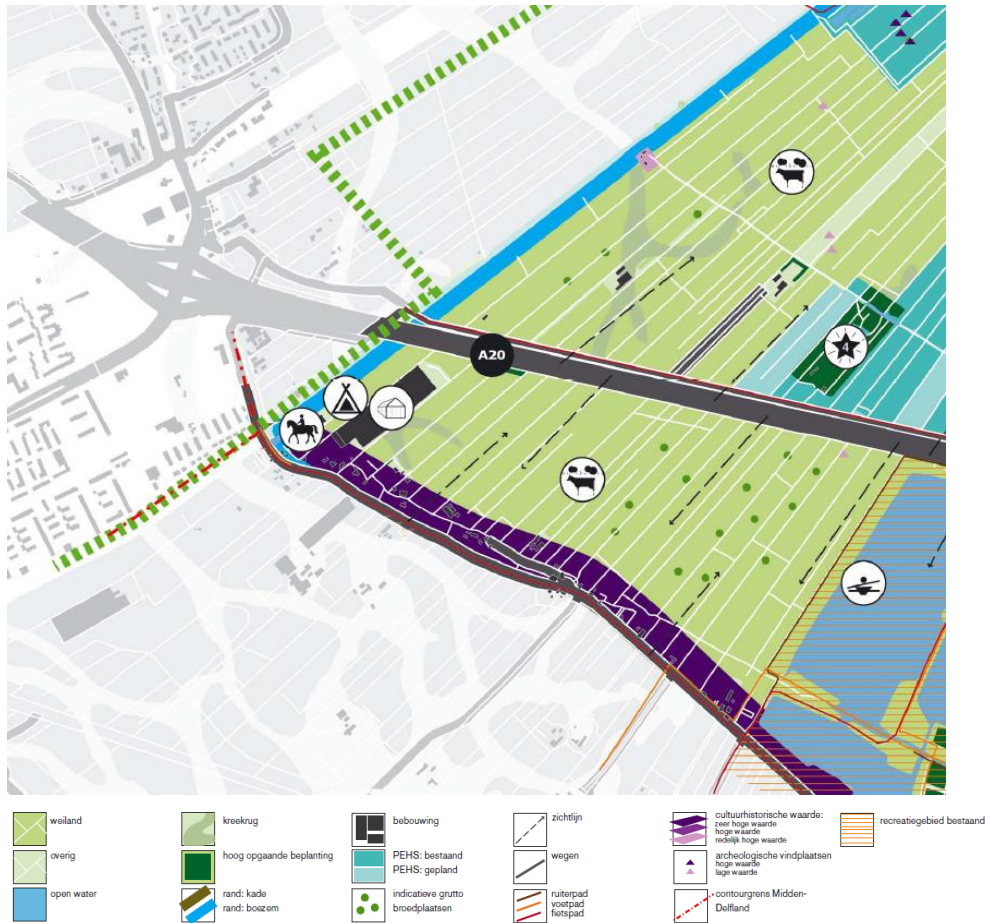 4
A20
weiland
overig
open water
kreekrug
hoog opgaande beplanting
rand: kade
rand: boezem
bebouwing
PEHS: bestaand
PEHS: gepland
indicatieve grutto
broedplaatsen
zichtlijn
wegen
ruiterpad
voetpad
fietspad
cultuurhistorische waarde:
zeer hoge waarde
hoge waarde
redelijk hoge waarde
archeologische vindplaatsen
hoge waarde
lage waarde
contourgrens Midden-
Delfland
recreatiegebied bestaand